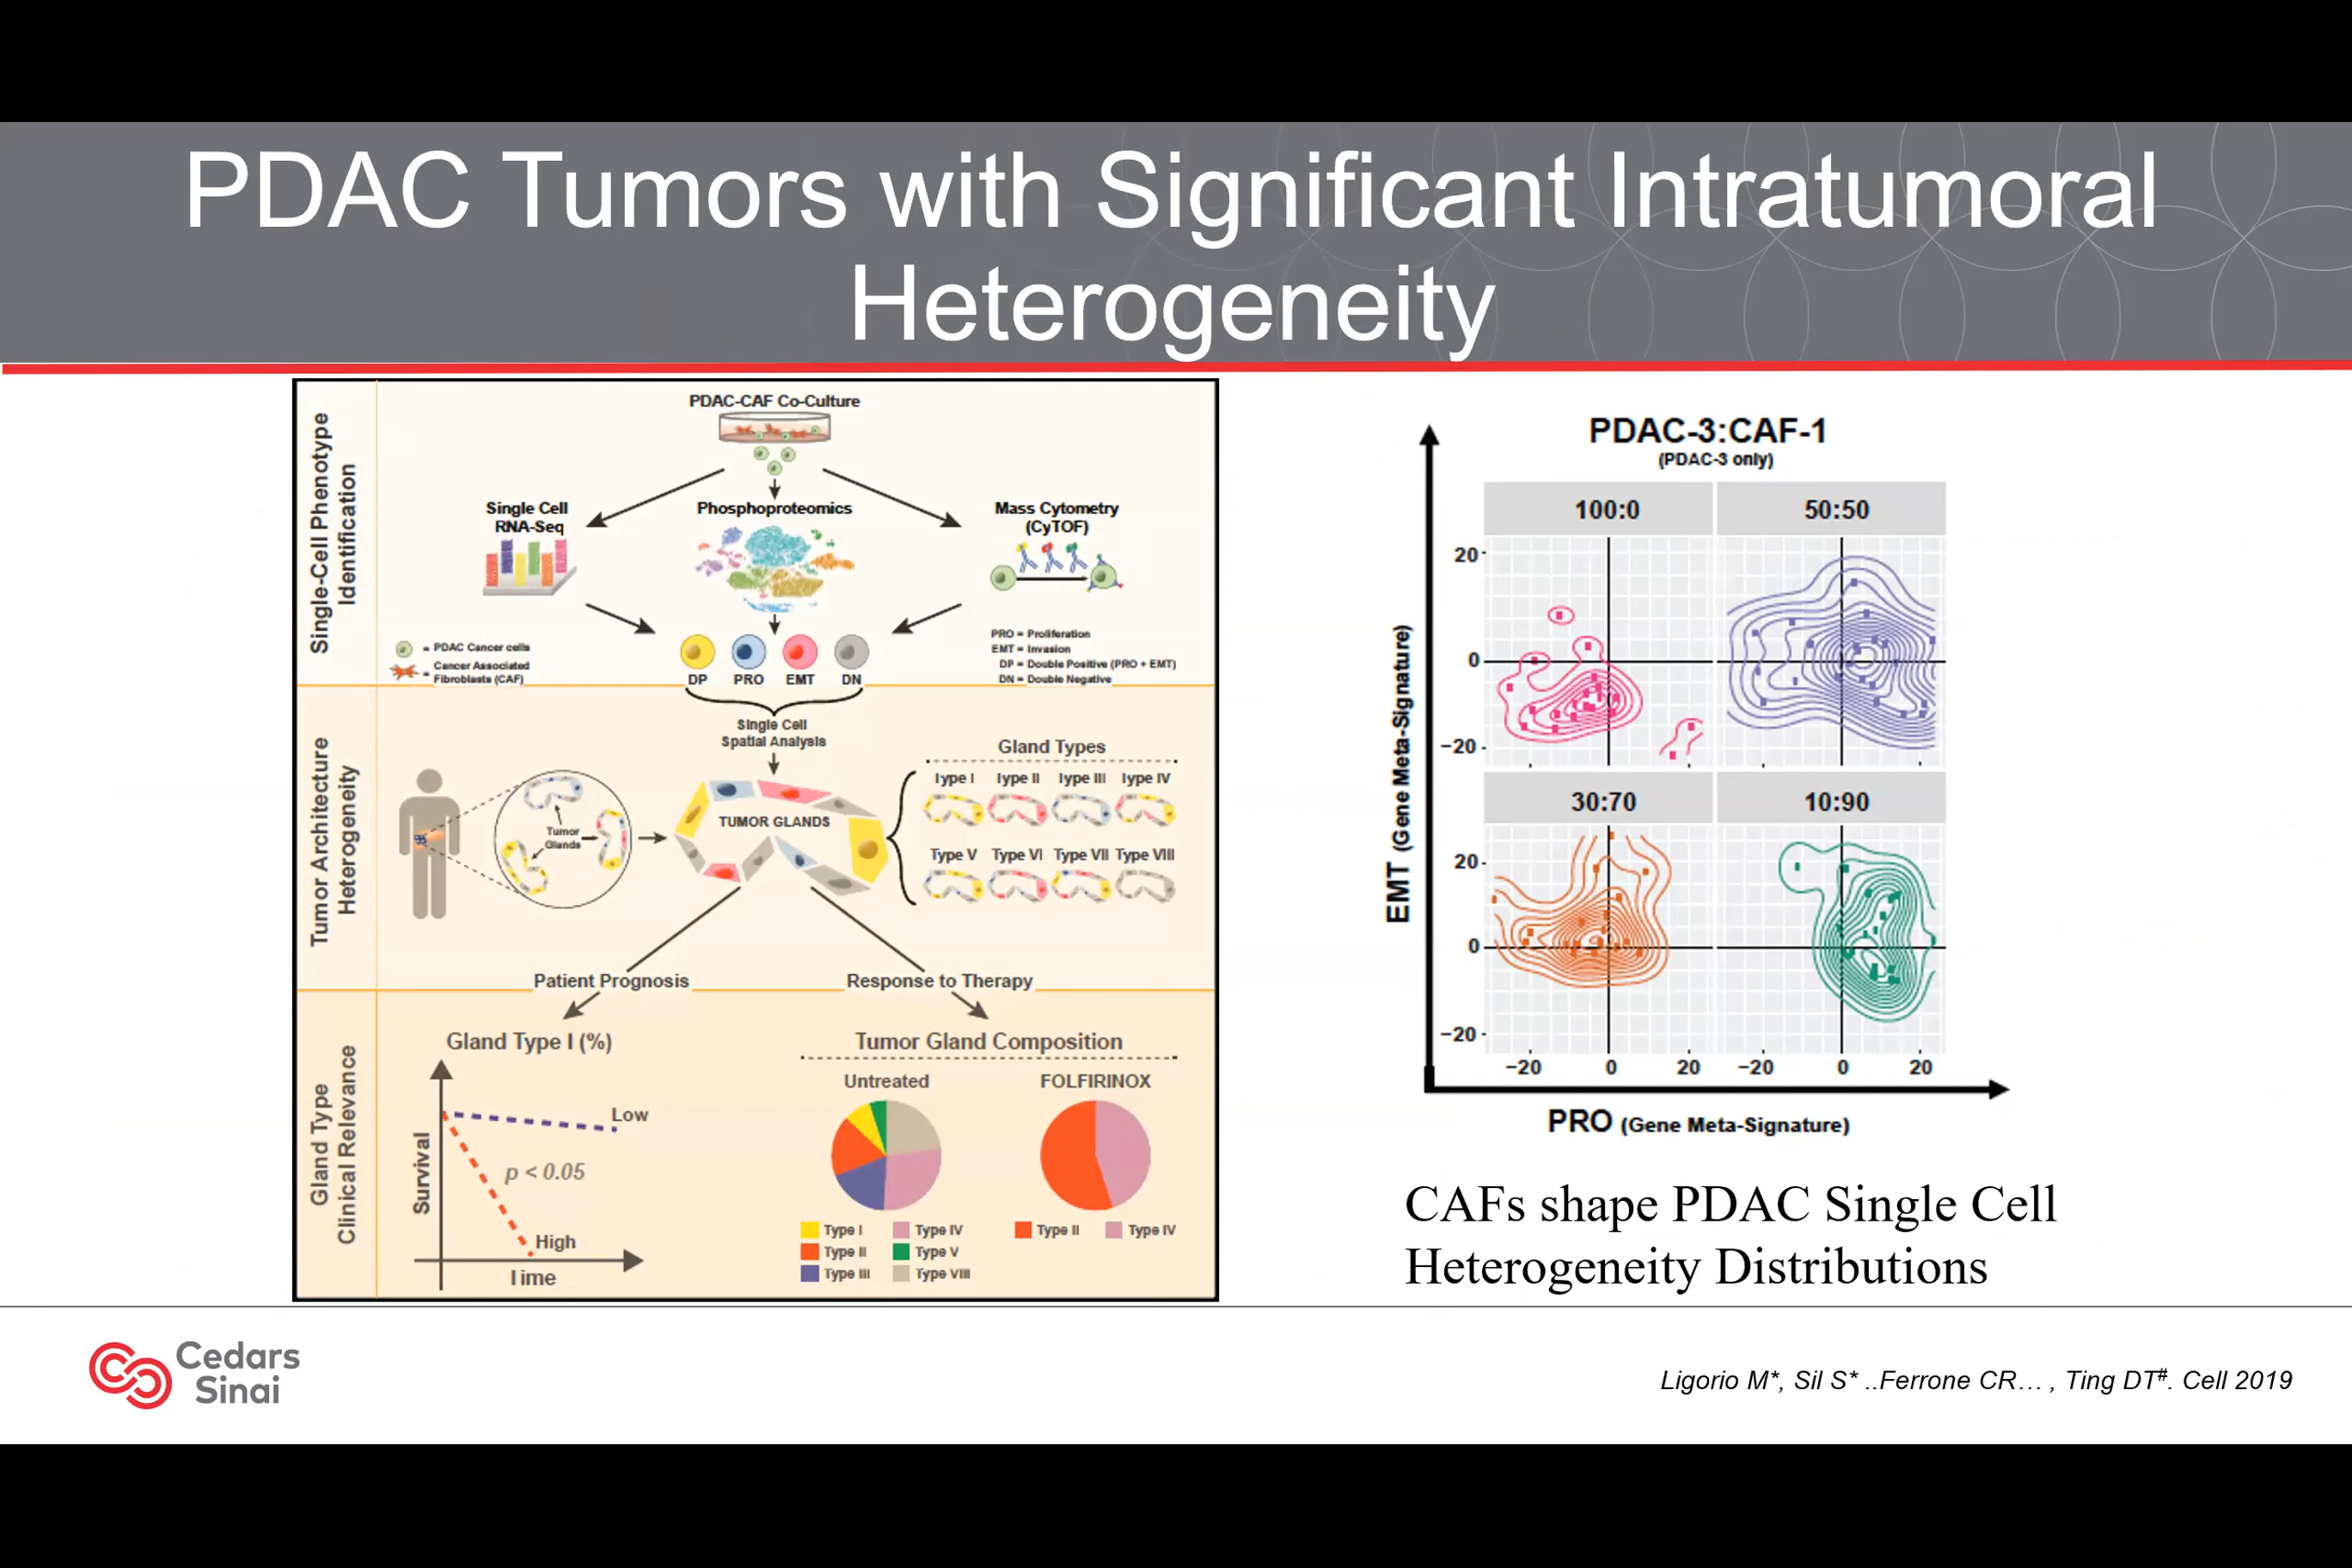 PDAC Tumors with Significant Intratumoral
Heterogeneity
Single-Cell Phenotype
Identification
PDAC-CAF Co-Culture
Single Cell
RNA-Seq
Phosphoproteomics
Mass Cytometry
(CyTOF)
= PDAC Cancer cells
= Cancer Associated
Fibroblasts (CAF)
DP
PRO
EMT
DN
PRO = Proliferation
EMT = Invasion
DP = Double Positive (PRO + EMT)
DN = Double Negative
Tumor Architecture
Heterogeneity
Single Cell
Spatial Analysis
Tumor
Glands
TUMOR GLANDS
Gland Types
Type I Type II Type III Type IV
Type V Type VI Type VII Type VIII
Patient Prognosis
Response to Therapy
Gland Type
Clinical Relevance
Gland Type I (%)
Survival
Low
p < 0.05
High
Time
Tumor Gland Composition
Untreated
FOLFIRINOX
Type I
Type IV
Type II
Type V
Type III
Type VIII
Type II
Type IV
PDAC-3:CAF-1
(PDAC-3 only)
EMT (Gene Meta-Signature)
100:0
50:50
20
0
-20
30:70
10:90
20
0
-20
-20 0 20 -20 0 20
PRO (Gene Meta-Signature)
CAFs shape PDAC Single Cell
Heterogeneity Distributions
Cedars
Sinai
Ligorio M*, Sil S* ..Ferrone CR… , Ting DT#. Cell 2019